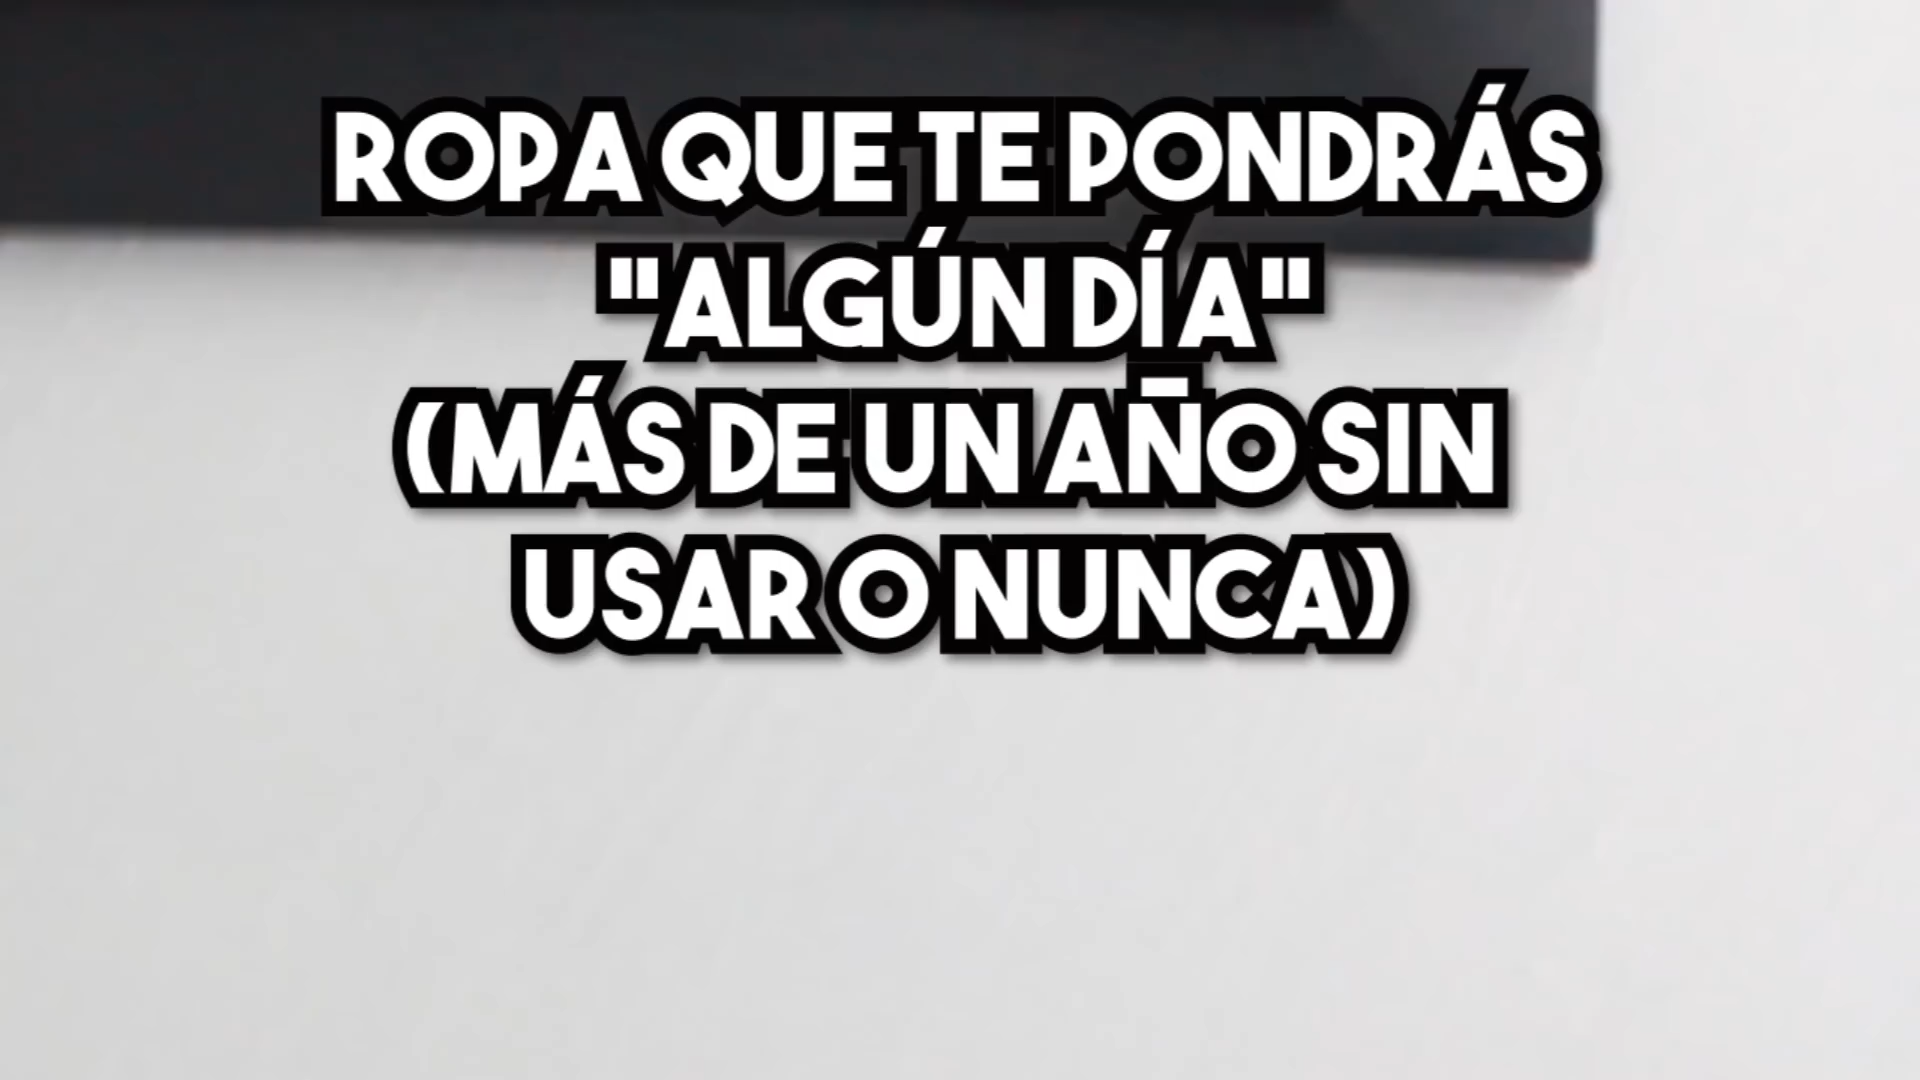 ROPA QUE TE PONDRÁS
"ALGÚN DÍA"
(MÁS DE UN AÑO SIN
USAR O NUNCA)